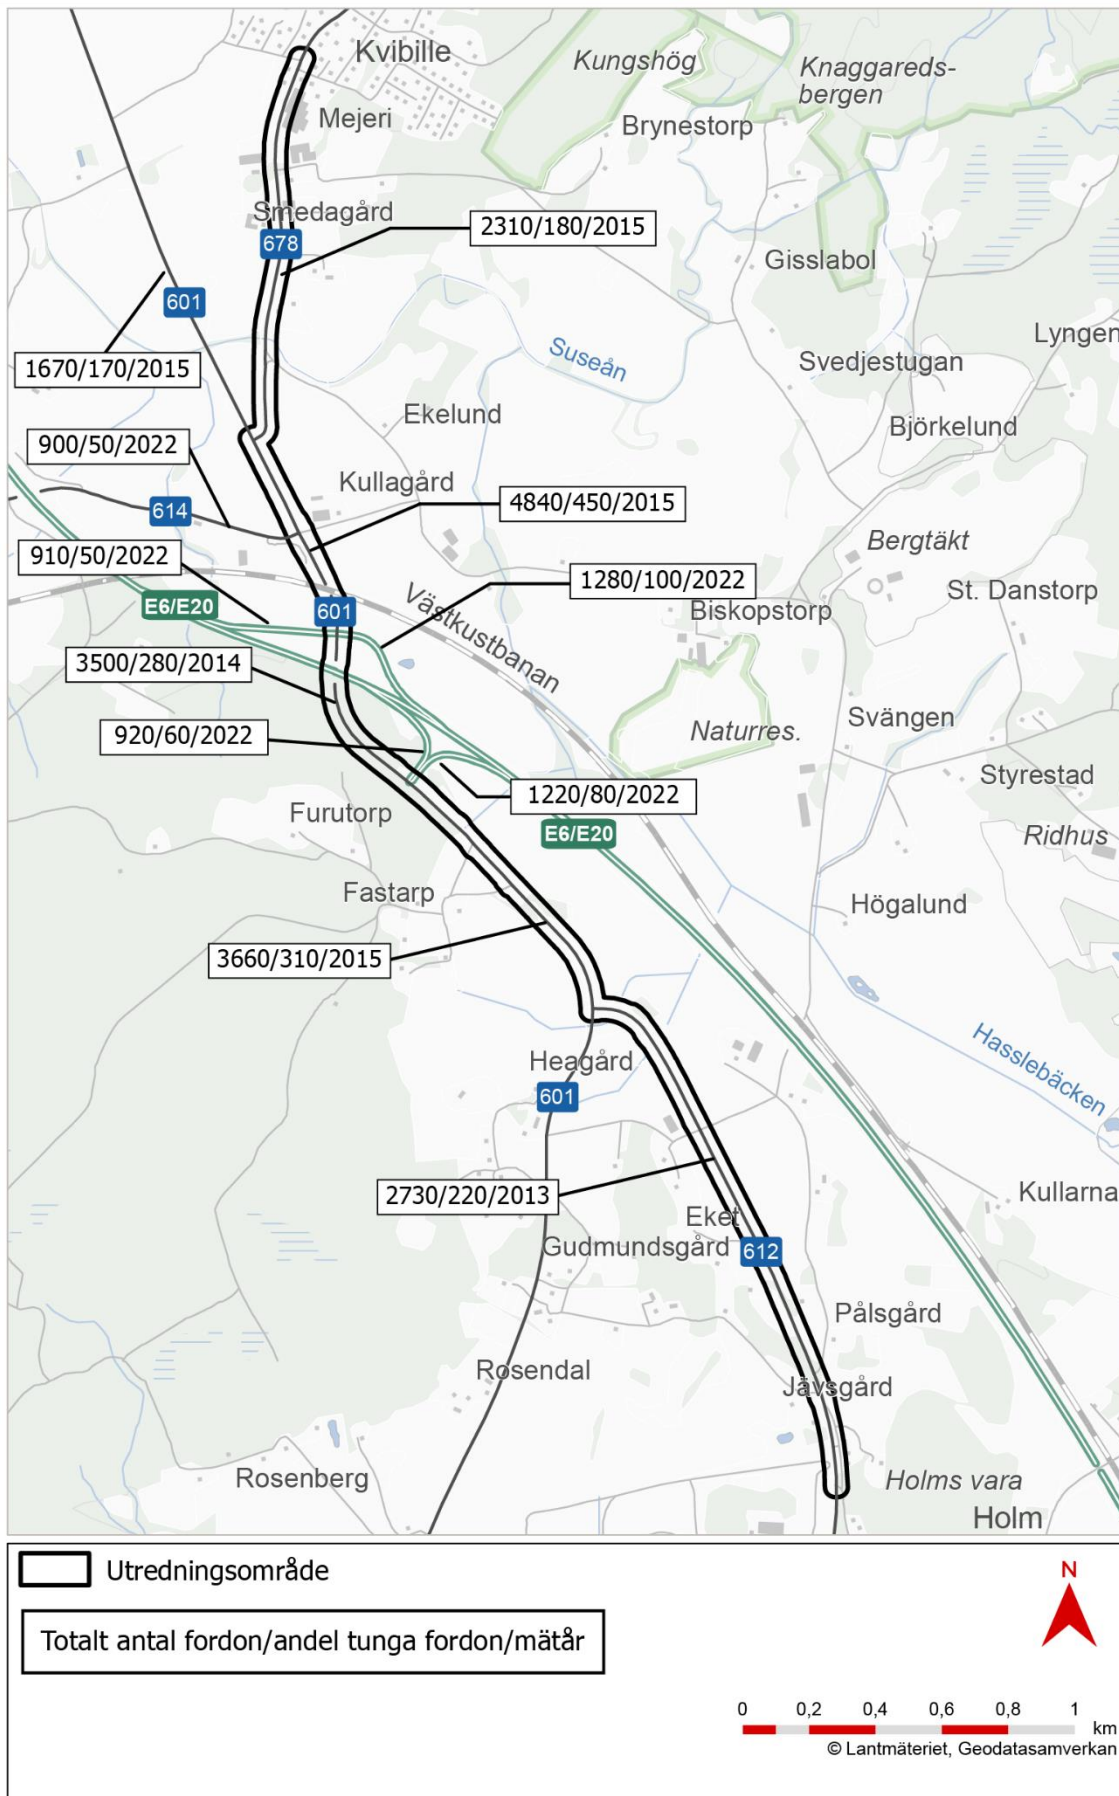 Kvibille
Kungshög
Knaggareds-
bergen
Mejeri
Brynestorp
Smedagård
2310/180/2015
678
Gisslabol
601
Lyngen
1670/170/2015
Suseån
Svedjestugan
Ekelund
Björkelund
900/50/2022
Kullagård
4840/450/2015
614
Bergtäkt
910/50/2022
1280/100/2022
St. Danstorp
E6/E20
601
Västkustbanan
Biskopstorp
3500/280/2014
Naturres.
Svängen
920/60/2022
Styrestad
1220/80/2022
Furutorp
E6/E20
Ridhus
Fastarp
Högalund
3660/310/2015
Heagård
Hasslebäcken
601
2730/220/2013
Kullarna
Eket
Gudmundsgård
612
Pålsgård
Rosendal
Jävsgård
Rosenberg
Holms vara
Holm
Utredningsområde
N
Totalt antal fordon/andel tunga fordon/mätår
0 0,2 0,4 0,6 0,8 1
km
© Lantmäteriet, Geodatasamverkan